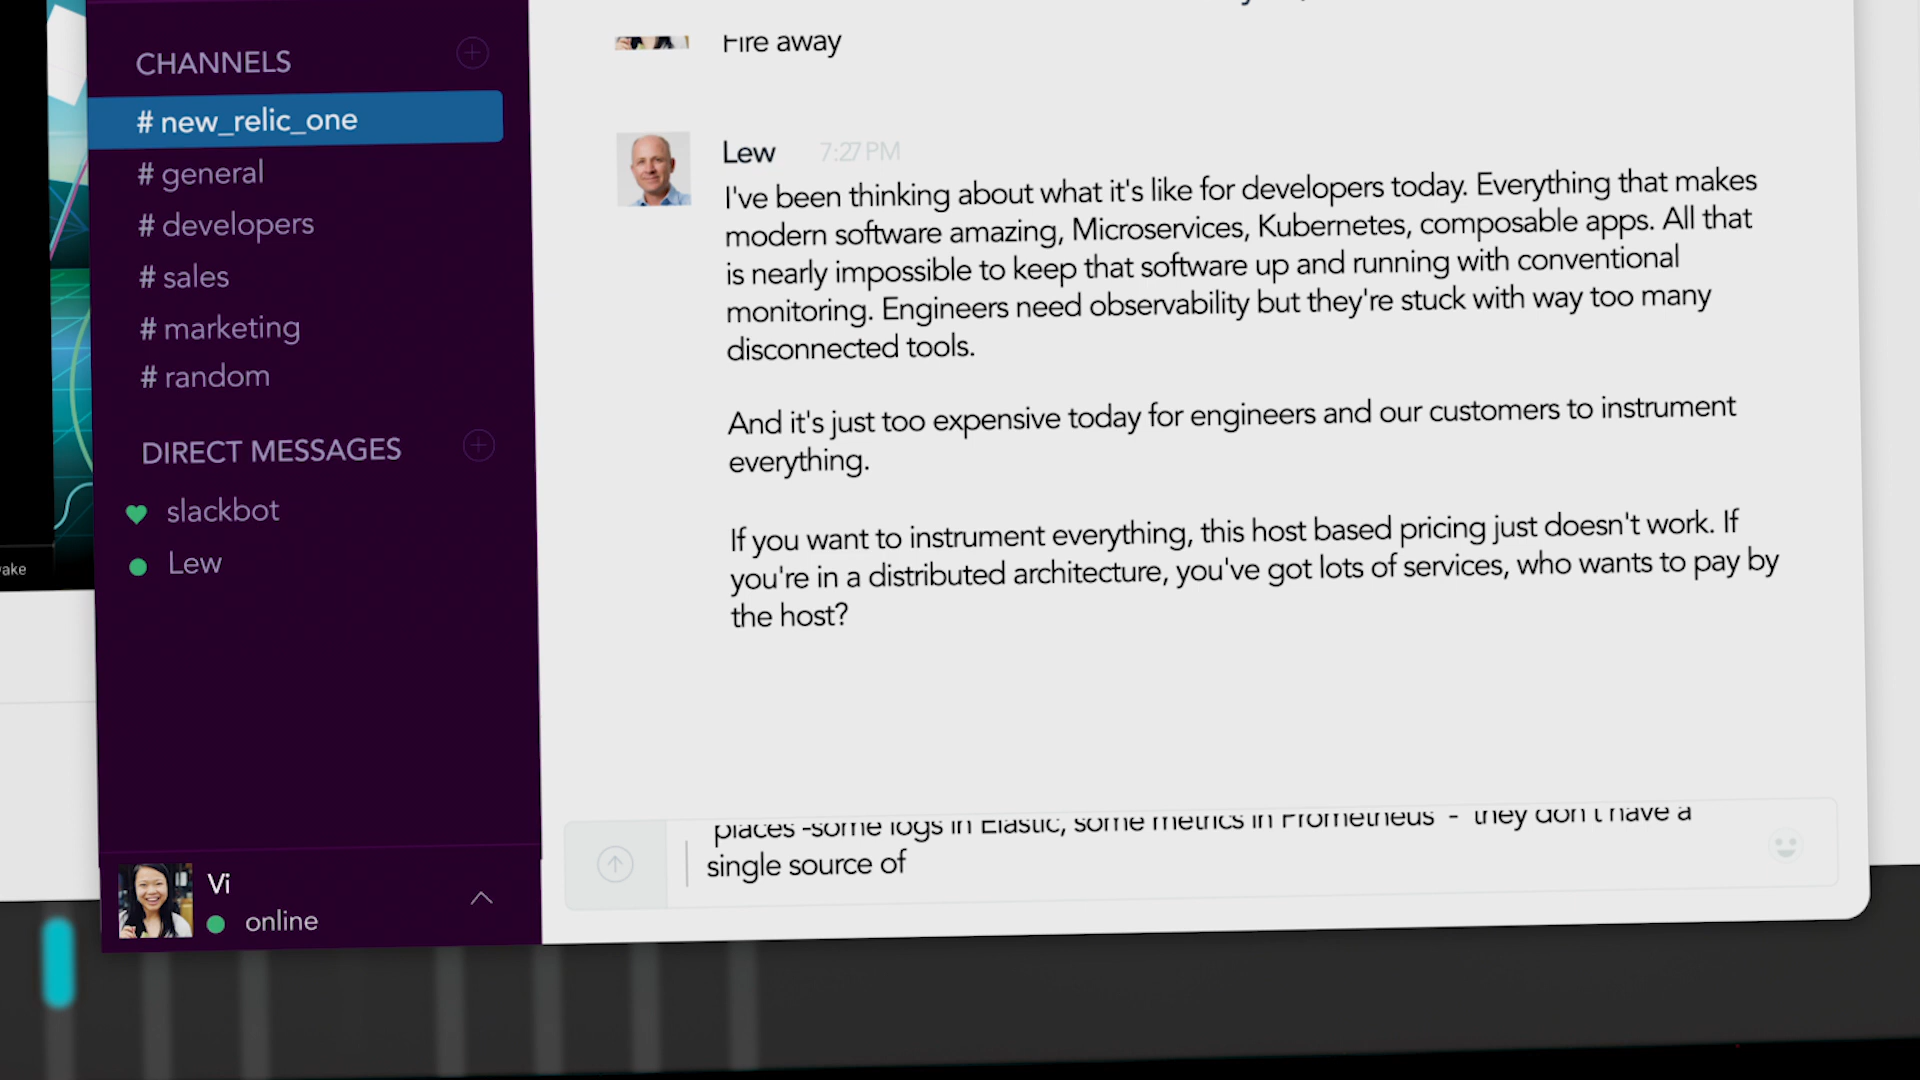 CHANNELS
# new_relic_one
# general
# developers
# sales
# marketing
# random
DIRECT MESSAGES
slackbot
Lew
Vi
online
Fire away
Lew 7:27 PM
I've been thinking about what it's like for developers today. Everything that makes
modern software amazing, Microservices, Kubernetes, composable apps. All that
is nearly impossible to keep that software up and running with conventional
monitoring. Engineers need observability but they're stuck with way too many
disconnected tools.
And it's just too expensive today for engineers and our customers to instrument
everything.
If you want to instrument everything, this host based pricing just doesn't work. If
you're in a distributed architecture, you've got lots of services, who wants to pay by
the host?
places -some logs in Elastic, some metrics in Prometheus - they don't have a
single source of